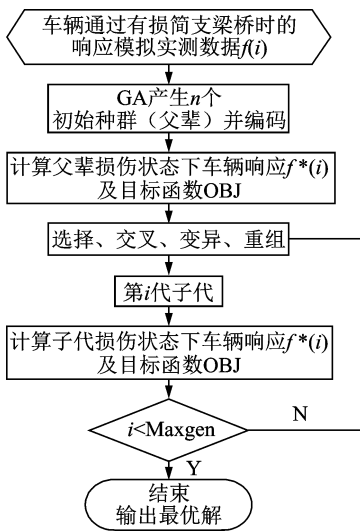 车辆通过有损简支梁桥时的
响应模拟实测数据f(i)
GA产生n个
初始种群（父辈）并编码
计算父辈损伤状态下车辆响应f*(i)
及目标函数OBJ
选择、交叉、变异、重组
第i代子代
计算子代损伤状态下车辆响应f*(i)
及目标函数OBJ
i<Maxgen
N
Y
结束
输出最优解